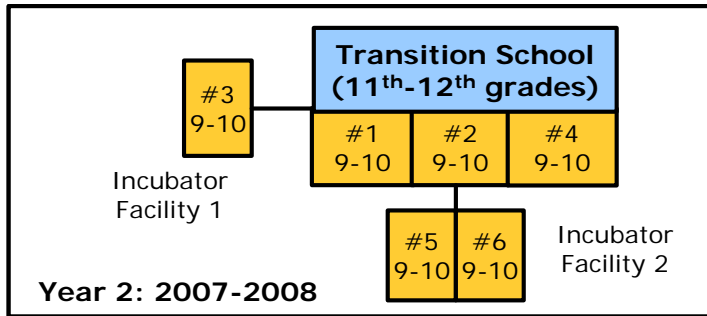 Transition School
(11th-12th grades)
#3
9-10
#1
9-10
#2
9-10
#4
9-10
Incubator
Facility 1
#5
9-10
#6
9-10
Incubator
Facility 2
Year 2: 2007-2008